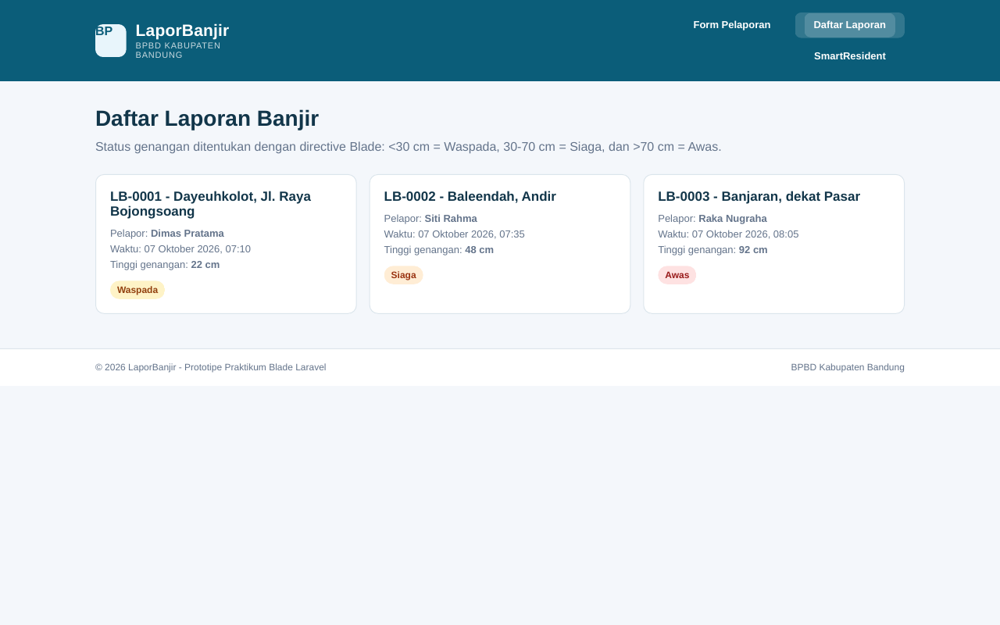 BP
LaporBanjir
BPBD KABUPATEN
BANDUNG
Form Pelaporan
Daftar Laporan
SmartResident
Daftar Laporan Banjir
Status genangan ditentukan dengan directive Blade: <30 cm = Waspada, 30-70 cm = Siaga, dan >70 cm = Awas.
LB-0001 - Dayeuhkolot, Jl. Raya
Bojongsoang
Pelapor: Dimas Pratama
Waktu: 07 Oktober 2026, 07:10
Tinggi genangan: 22 cm
Waspada
LB-0002 - Baleendah, Andir
Pelapor: Siti Rahma
Waktu: 07 Oktober 2026, 07:35
Tinggi genangan: 48 cm
Siaga
LB-0003 - Banjaran, dekat Pasar
Pelapor: Raka Nugraha
Waktu: 07 Oktober 2026, 08:05
Tinggi genangan: 92 cm
Awas
© 2026 LaporBanjir - Prototipe Praktikum Blade Laravel
BPBD Kabupaten Bandung